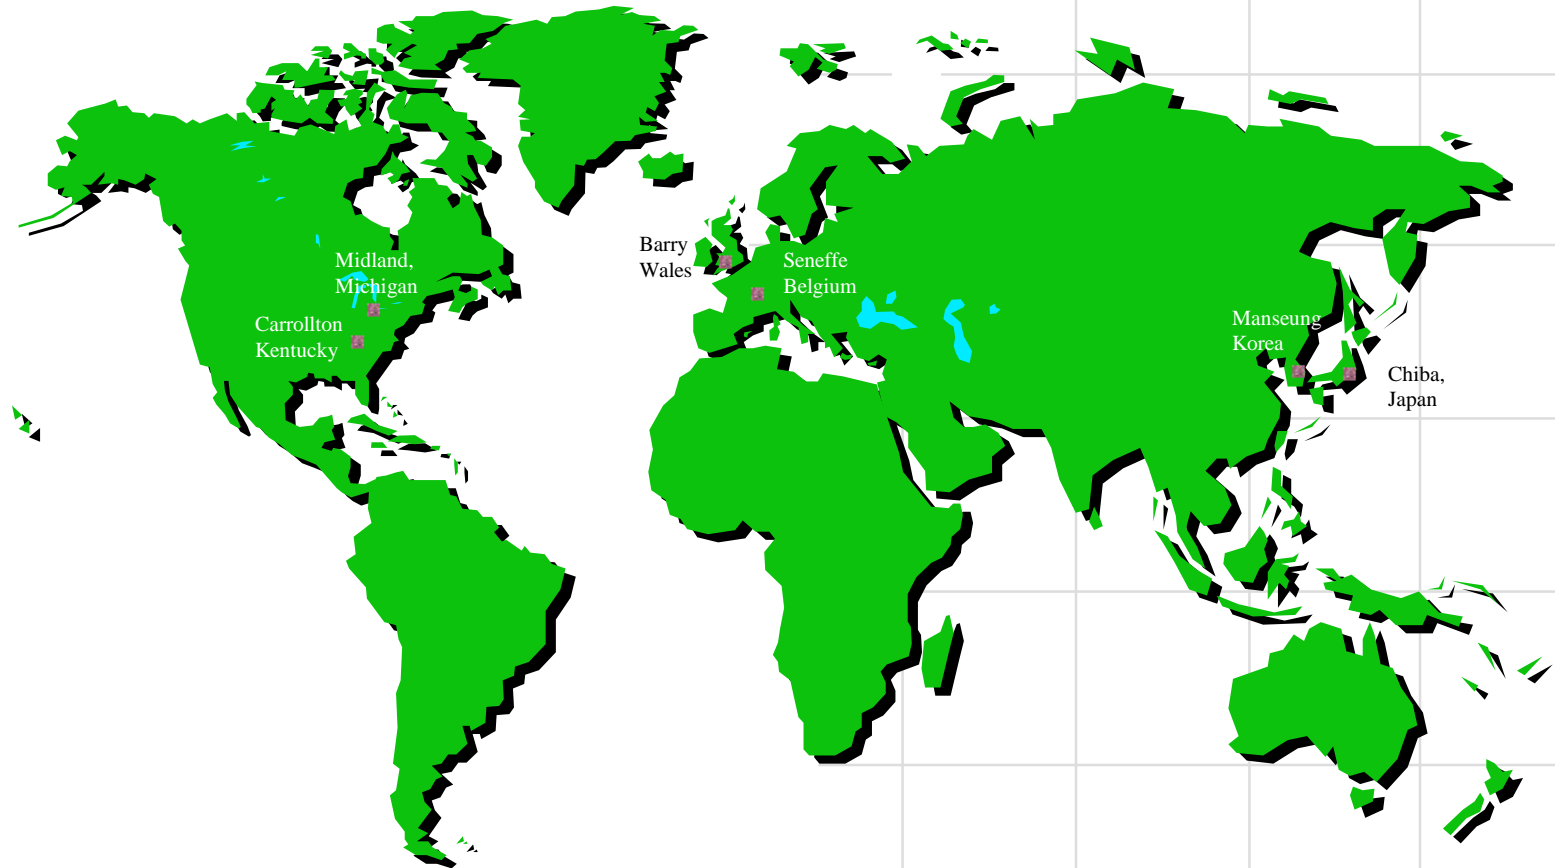 Midland,
Michigan
Carrollton
Kentucky
Barry
Wales
Seneffe
Belgium
Manseung
Korea
Chiba,
Japan